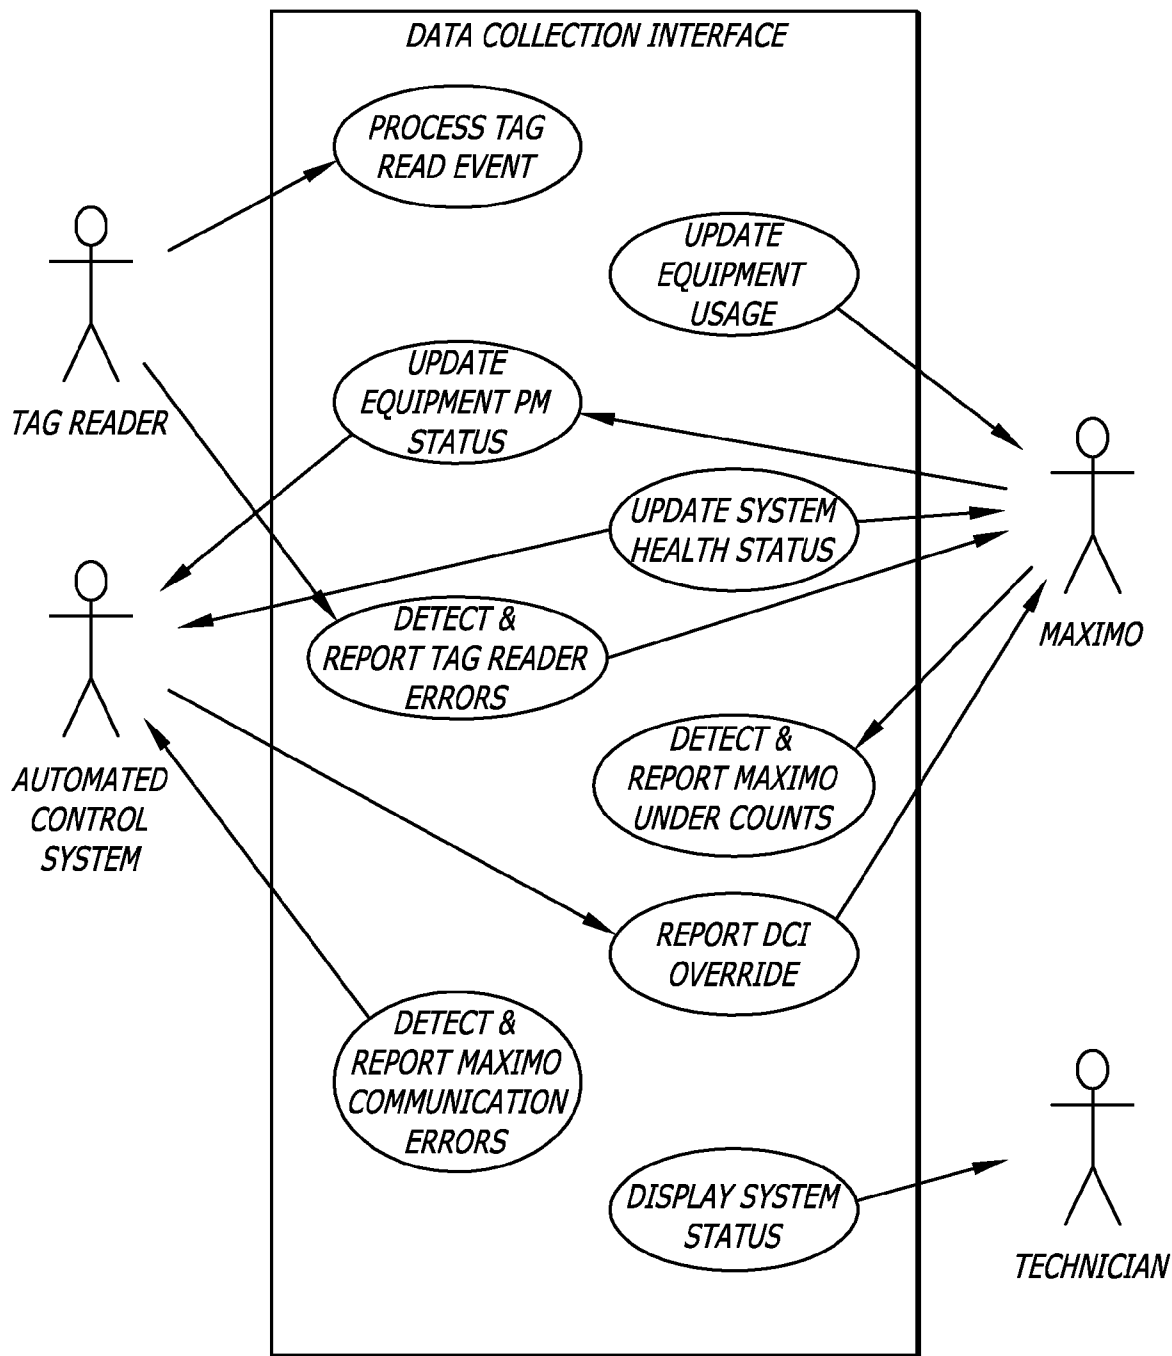 DATA COLLECTION INTERFACE
PROCESS TAG
READ EVENT
UPDATE
EQUIPMENT
USAGE
UPDATE
EQUIPMENT PM
STATUS
TAG READER
UPDATE SYSTEM
HEALTH STATUS
DETECT &
REPORT TAG READER
ERRORS
MAXIMO
AUTOMATED
CONTROL
SYSTEM
DETECT &
REPORT MAXIMO
UNDER COUNTS
REPORT DCI
OVERRIDE
DETECT &
REPORT MAXIMO
COMMUNICATION
ERRORS
DISPLAY SYSTEM
STATUS
TECHNICIAN